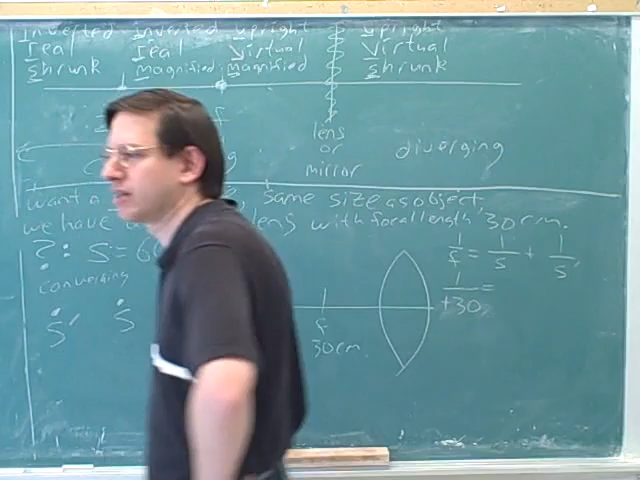 Inverted inverted upright upright
Real real Virtual Virtual
Shrunk magnified magnified Shrunk
f
lens
or
mirror
diverging
want a same size as object.
we have lens with focal length 30 cm.
?: S = 6
converging
1/f = 1/s + 1/s'
1/+30 =
S' S
f
30cm.